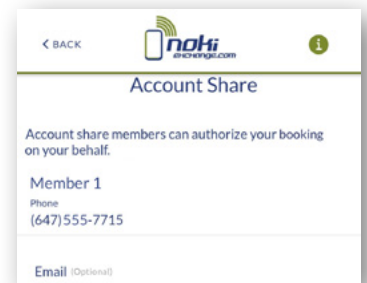 < BACK
noki
exchange.com
i
Account Share
Account share members can authorize your booking
on your behalf.
Member 1
Phone
(647)555-7715
Email (Optional)